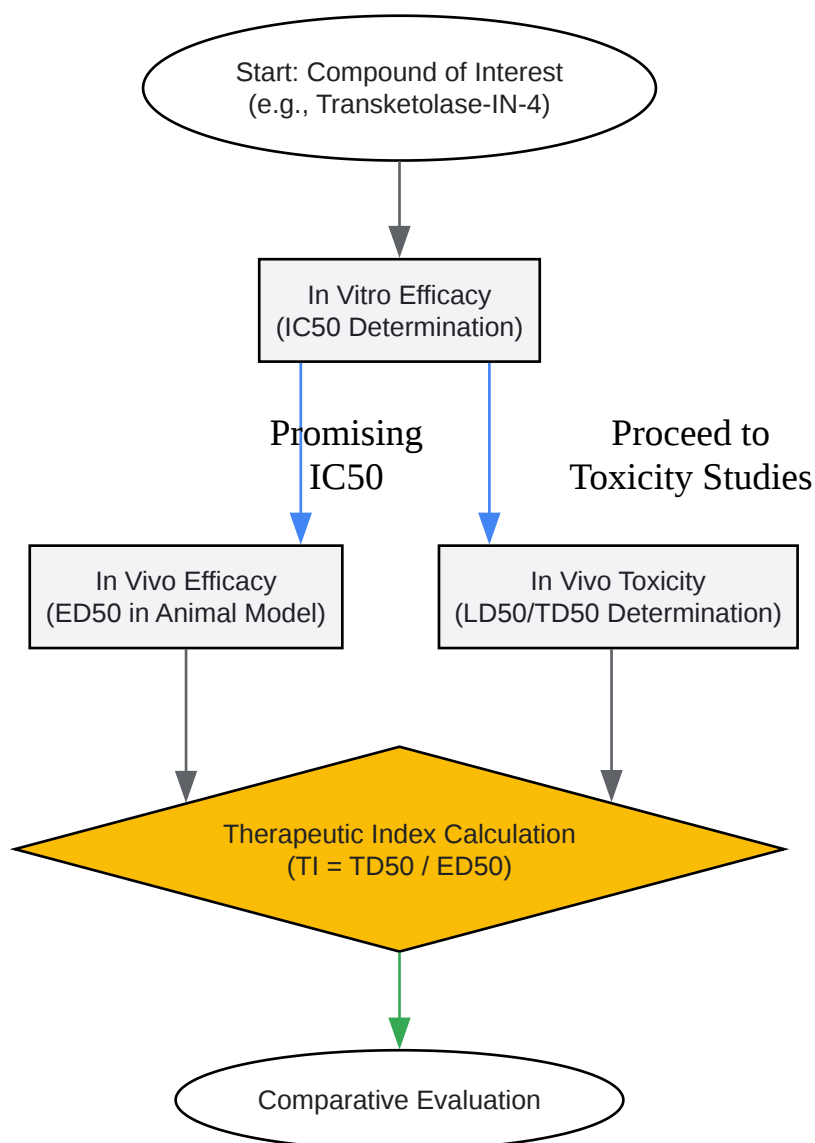 Start: Compound of Interest
(e.g., Transketolase-IN-4)
In Vitro Efficacy
(IC50 Determination)
Promising
IC50
Proceed to
Toxicity Studies
In Vivo Efficacy
(ED50 in Animal Model)
In Vivo Toxicity
(LD50/TD50 Determination)
Therapeutic Index Calculation
(TI = TD50 / ED50)
Comparative Evaluation